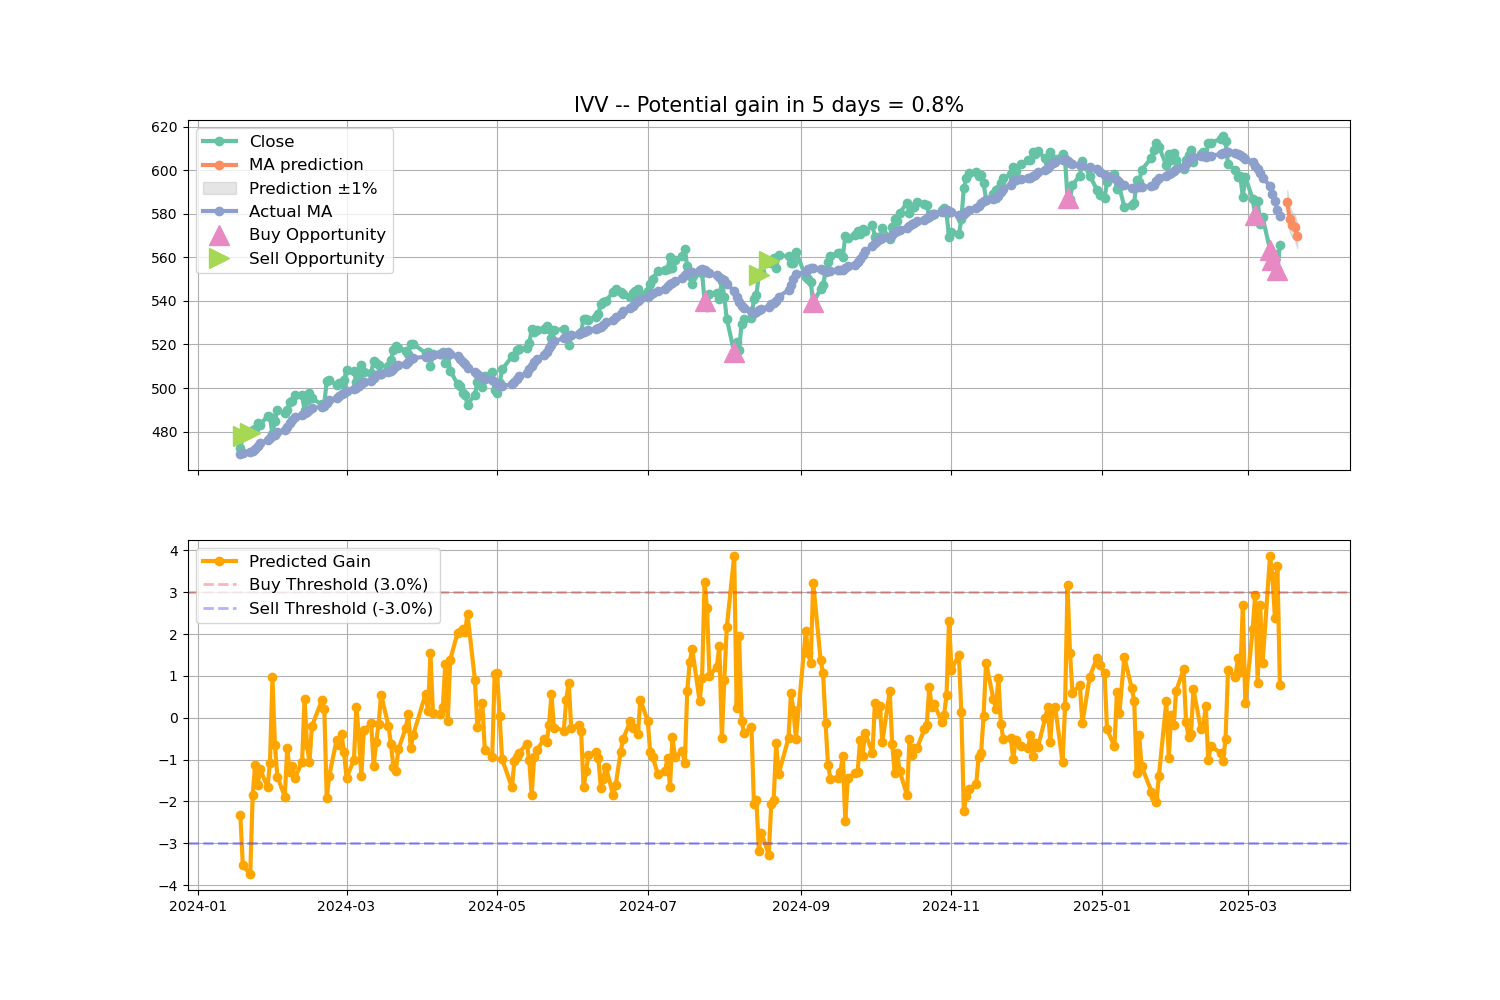 IVV -- Potential gain in 5 days = 0.8%
620
600
580
560
540
520
500
480
Close
MA prediction
Prediction ±1%
Actual MA
Buy Opportunity
Sell Opportunity
4
3
2
1
0
−1
−2
−3
−4
Predicted Gain
Buy Threshold (3.0%)
Sell Threshold (-3.0%)
2024-01
2024-03
2024-05
2024-07
2024-09
2024-11
2025-01
2025-03